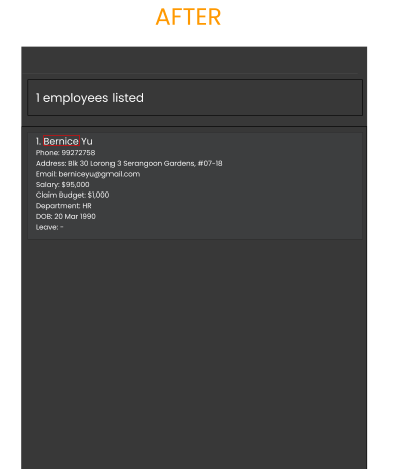 AFTER
1 employees listed
1. Bernice Yu
Phone: 99272758
Address: Blk 30 Lorong 3 Serangoon Gardens, #07-18
Email: berniceyu@gmail.com
Salary: $95,000
Claim Budget: $1,000
Department: HR
DOB: 20 Mar 1990
Leave: -